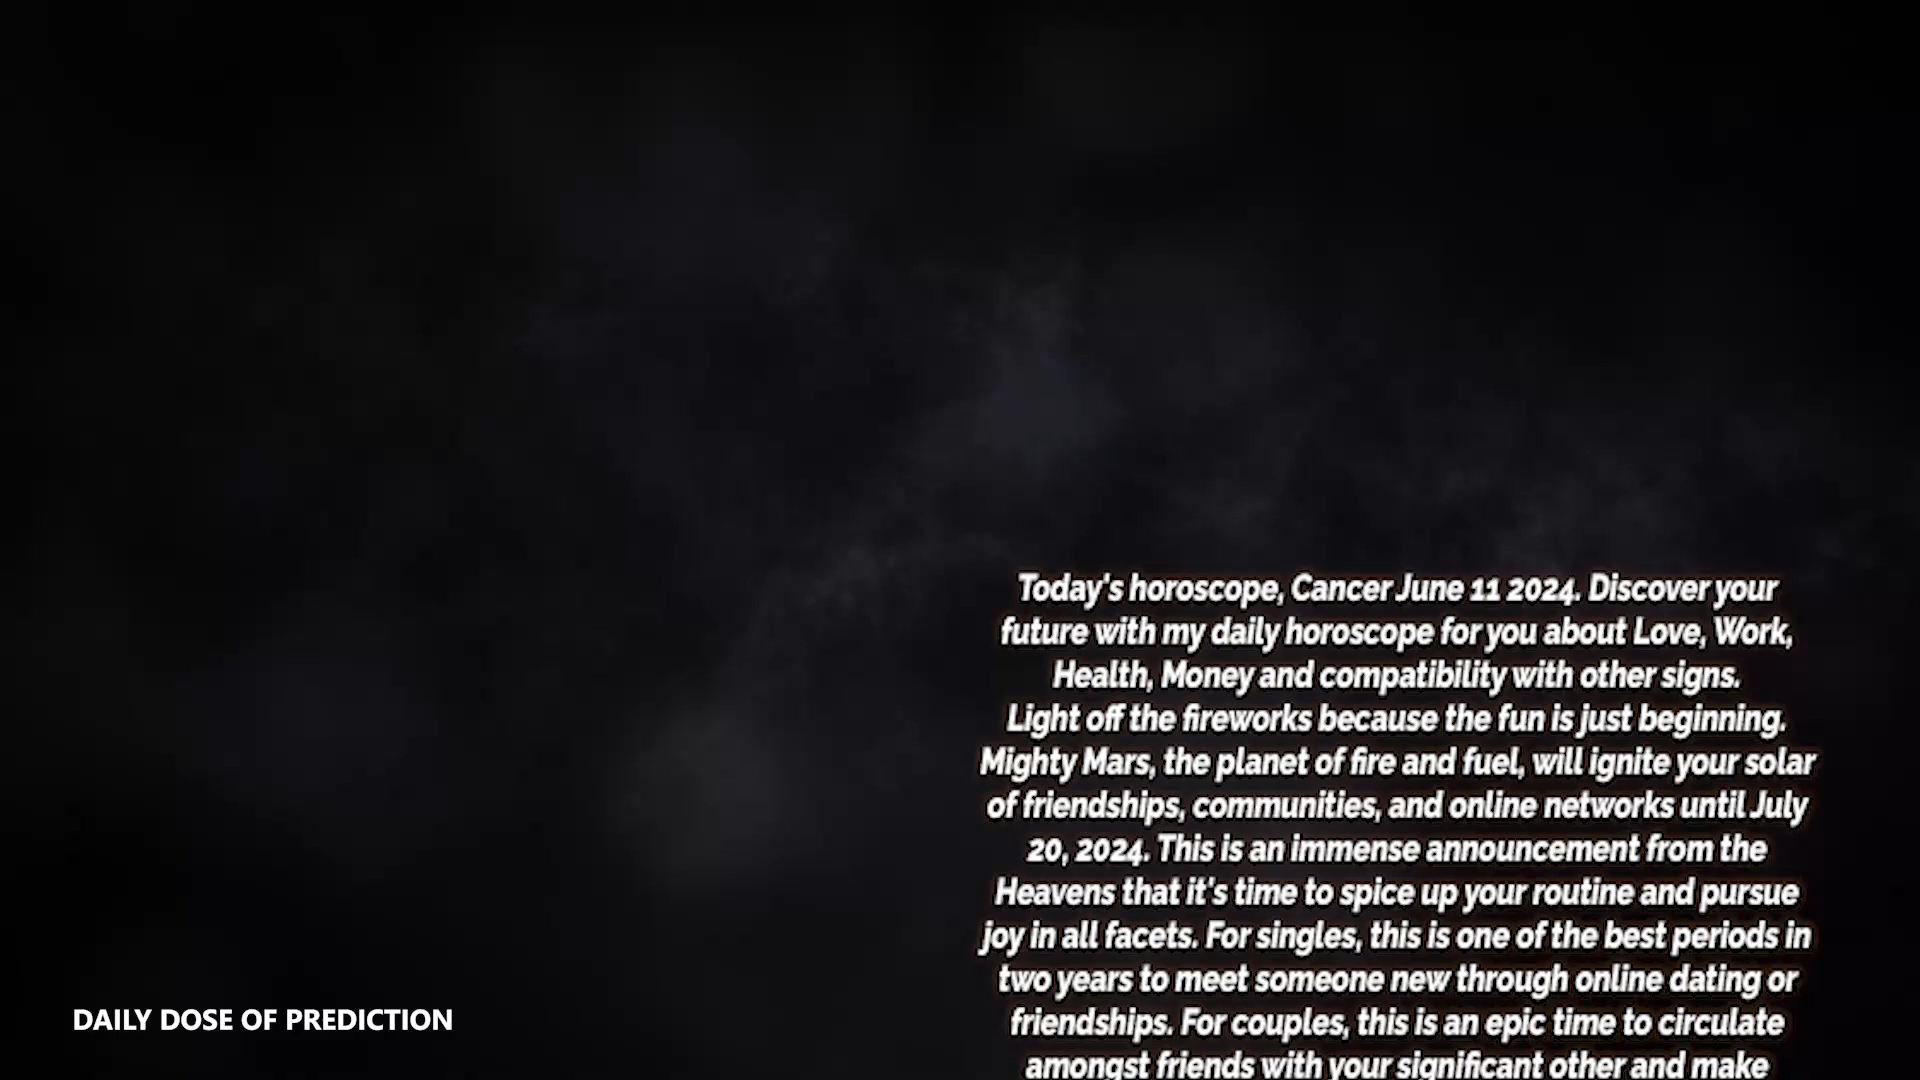 Today's horoscope, Cancer June 11 2024. Discover your
future with my daily horoscope for you about Love, Work,
Health, Money and compatibility with other signs.
Light off the fireworks because the fun is just beginning.
Mighty Mars, the planet of fire and fuel, will ignite your solar
of friendships, communities, and online networks until July
20, 2024. This is an immense announcement from the
Heavens that it's time to spice up your routine and pursue
joy in all facets. For singles, this is one of the best periods in
two years to meet someone new through online dating or
friendships. For couples, this is an epic time to circulate
amongst friends with your significant other and make
DAILY DOSE OF PREDICTION